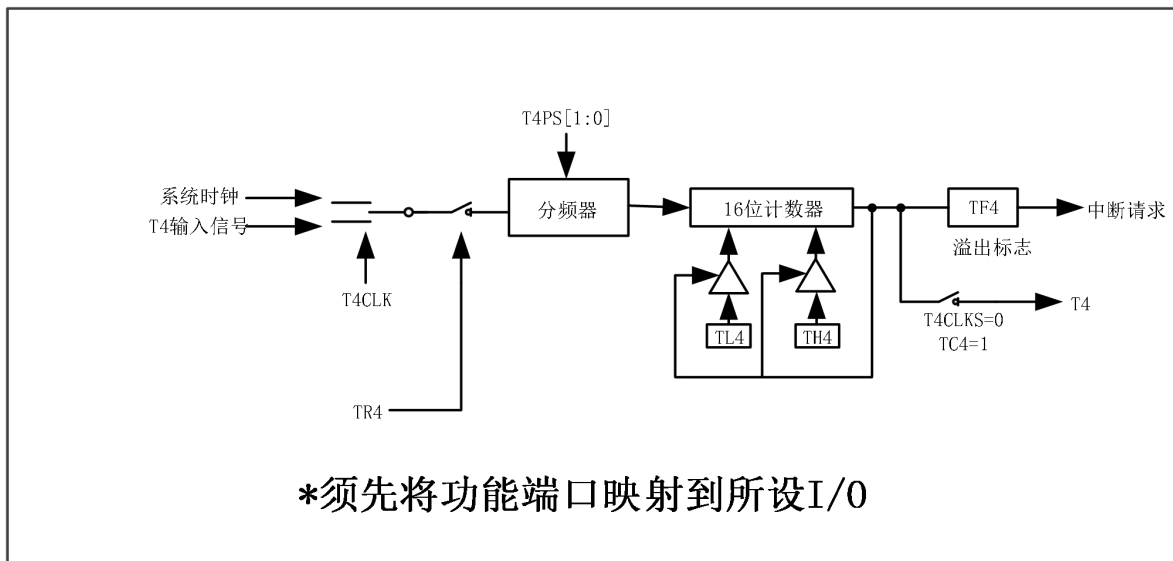 T4PS[1:0]
系统时钟
T4输入信号
分频器
16位计数器
TF4
中断请求
溢出标志
T4CLK
TL4
TH4
T4
T4CLKS=0
TC4=1
TR4
*须先将功能端口映射到所设I/O